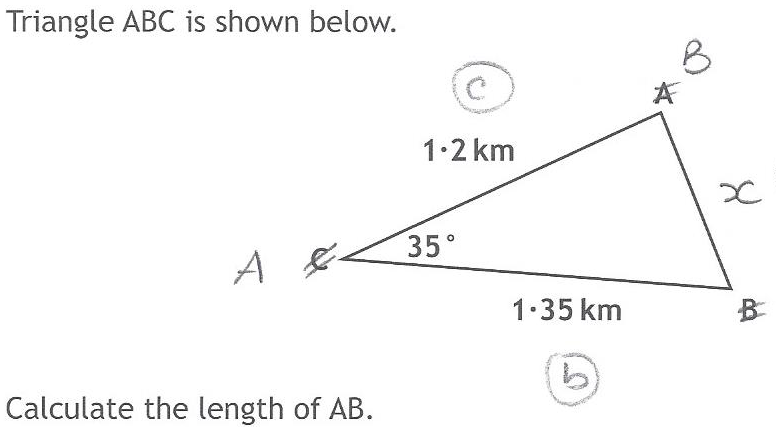 Triangle ABC is shown below.
B
c
A
1·2 km
x
35°
A C
1·35 km
B
b
Calculate the length of AB.